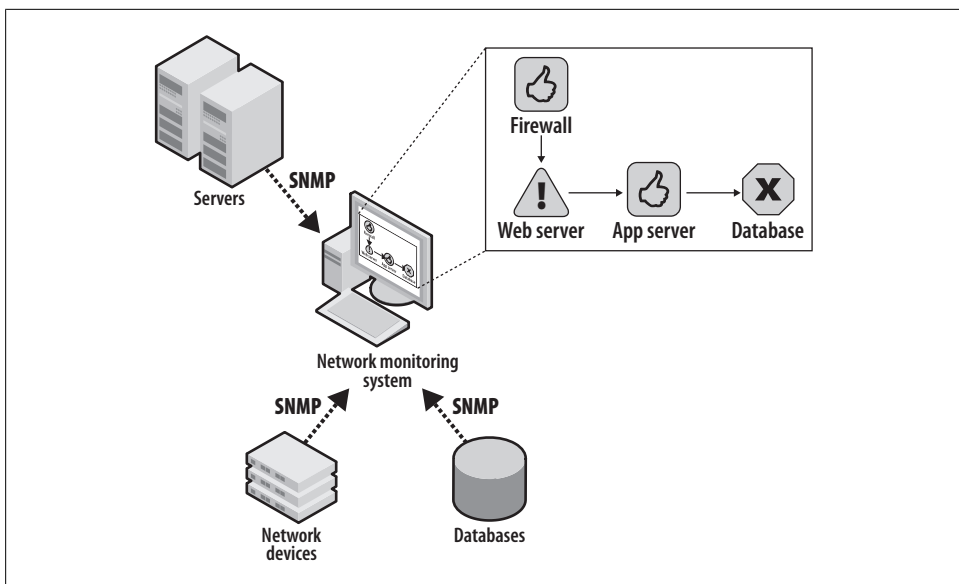 Servers
SNMP
Firewall
Web server
App server
Database
Network monitoring
system
SNMP
SNMP
Network
devices
Databases